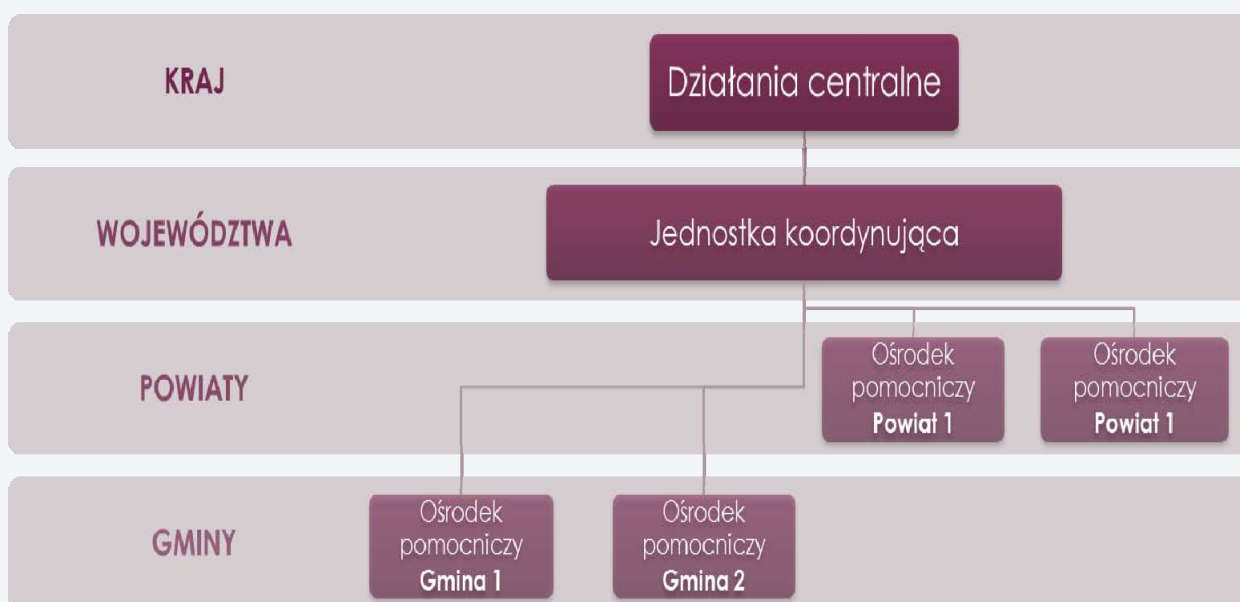 KRAJ
Działania centralne
WOJEWÓDZTWA
Jednostka koordynująca
POWIATY
Ośrodek
pomocniczy
Powiat 1
Ośrodek
pomocniczy
Powiat 1
GMINY
Ośrodek
pomocniczy
Gmina 1
Ośrodek
pomocniczy
Gmina 2